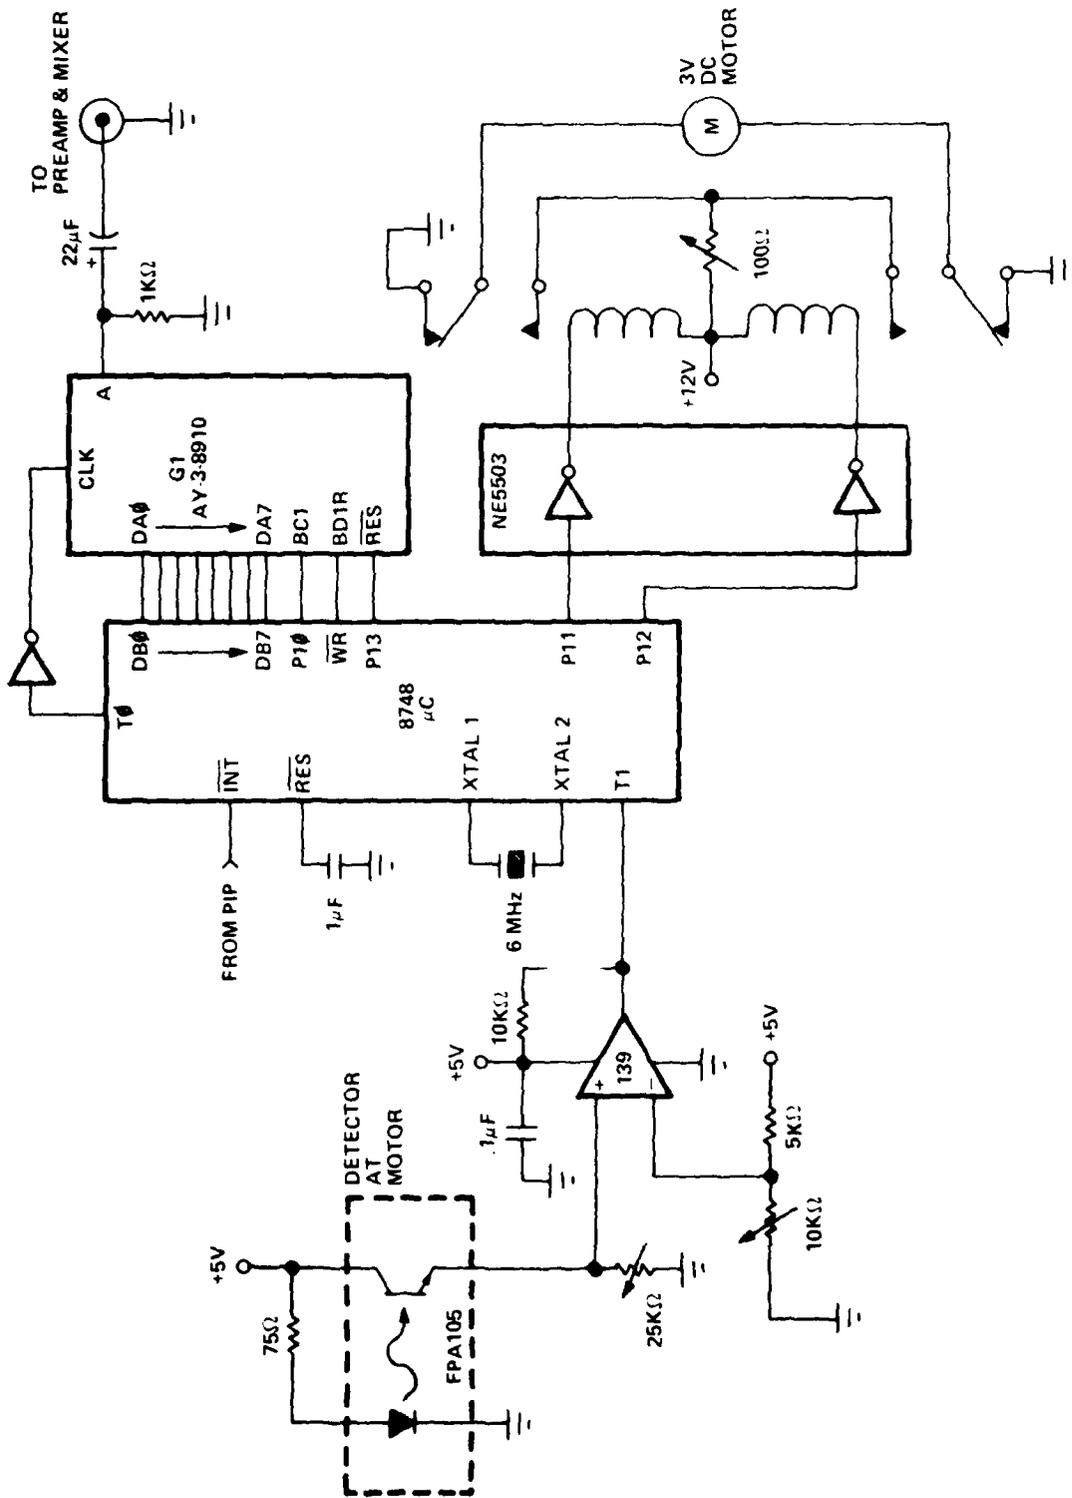 +5V
75Ω
DETECTOR
AT
MOTOR
FPA105
25KΩ
+5V
.1μF
10KΩ
+
−
139
+5V
5KΩ
10KΩ
FROM PIP
1μF
6 MHz
INT
RES
XTAL 1
XTAL 2
T1
TØ
8748
μC
DBØ
DB7
P1Ø
WR
P13
P11
P12
CLK
DAØ
DA7
BC1
BD1R
RES
G1
AY-3-8910
A
NE5503
1KΩ
22μF
+
TO
PREAMP & MIXER
+12V
100Ω
M
3V
DC
MOTOR